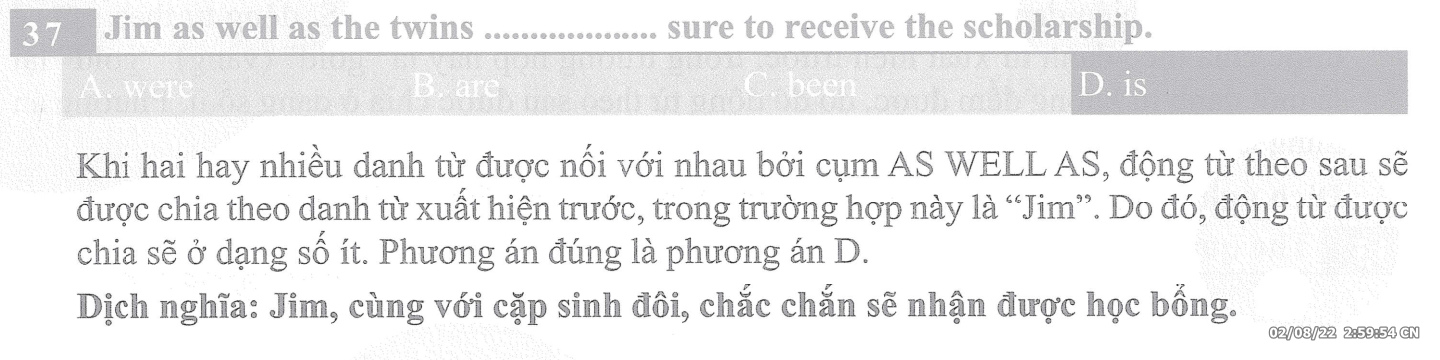 37 Jim as well as the twins ................... sure to receive the scholarship.
A. were B. are C. been D. is
Khi hai hay nhiều danh từ được nối với nhau bởi cụm AS WELL AS, động từ theo sau sẽ
được chia theo danh từ xuất hiện trước, trong trường hợp này là “Jim”. Do đó, động từ được
chia sẽ ở dạng số ít. Phương án đúng là phương án D.
Dịch nghĩa: Jim, cùng với cặp sinh đôi, chắc chắn sẽ nhận được học bổng.
02/08/22 2:59:54 CN